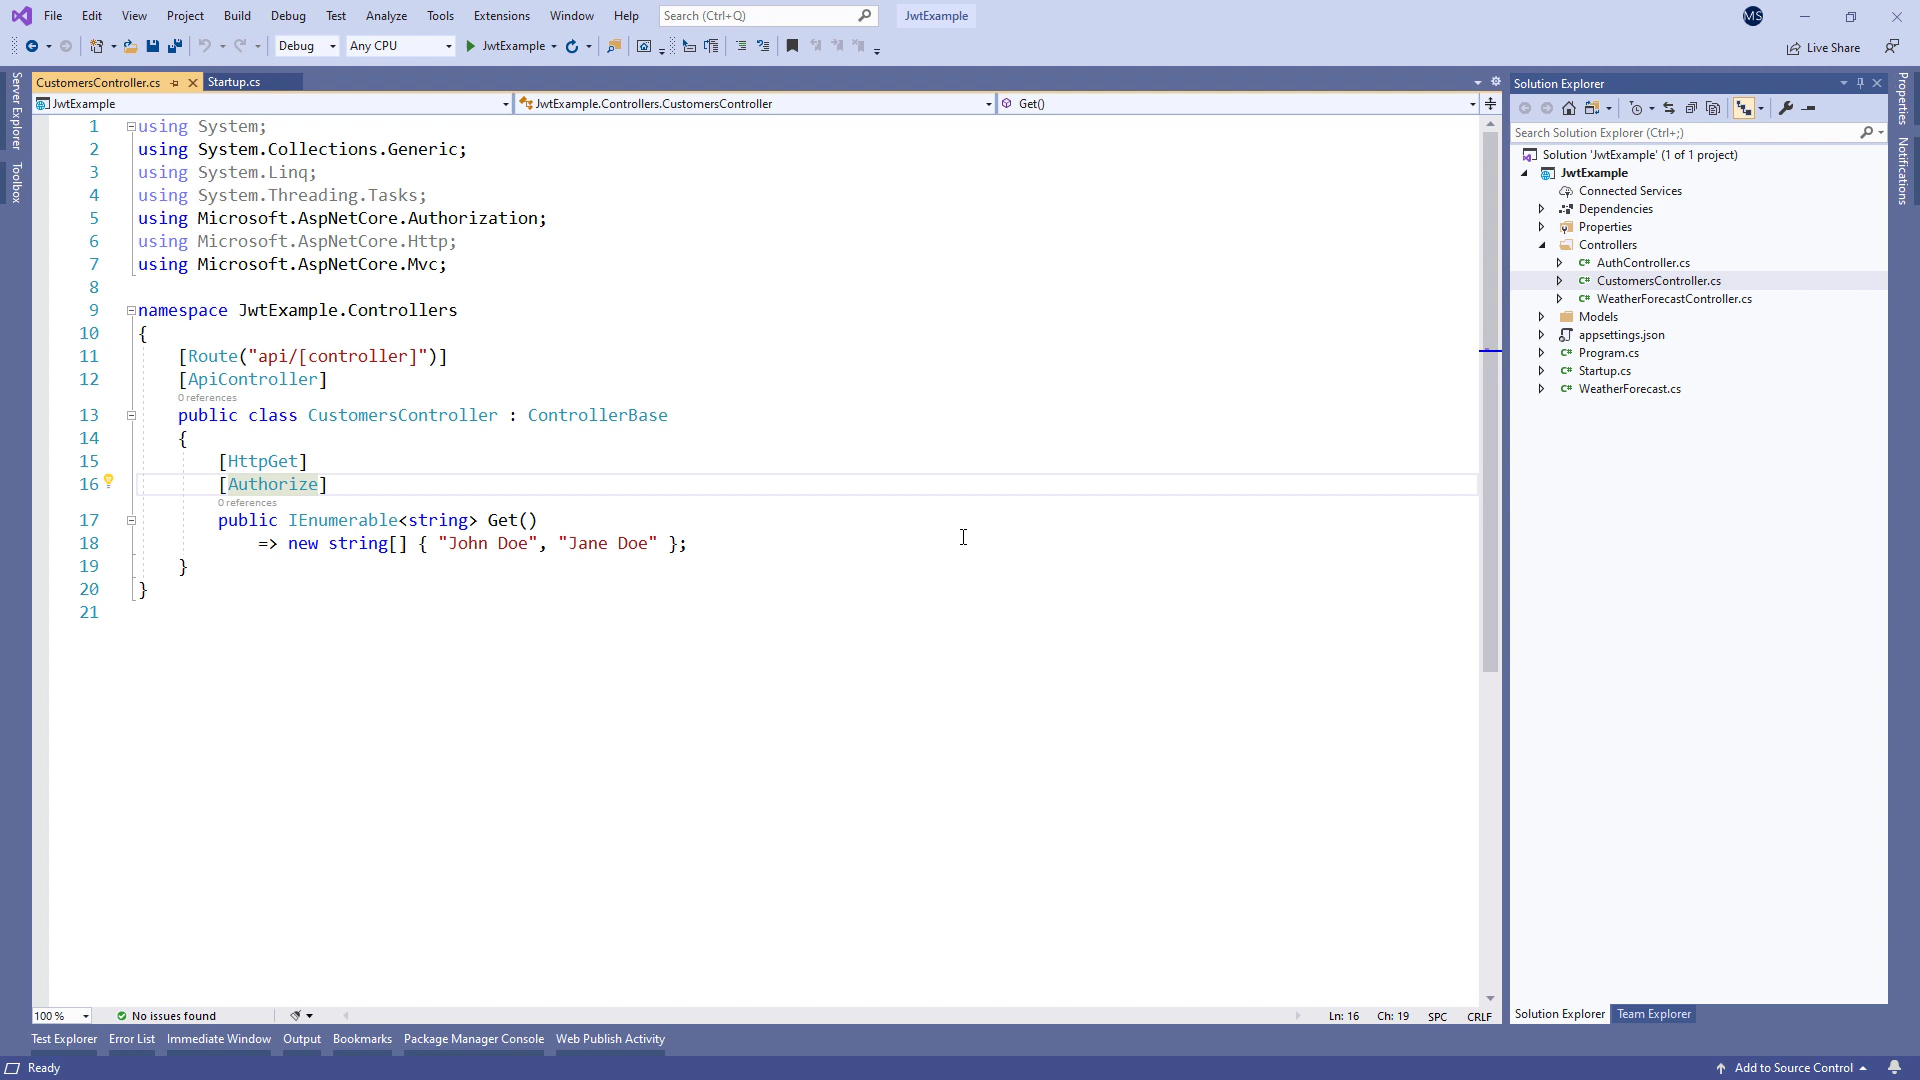 File Edit View Project Build Debug Test Analyze Tools Extensions Window Help Search (Ctrl+Q) JwtExample MS
Debug Any CPU JwtExample Live Share
Server Explorer
Toolbox
CustomersController.cs Startup.cs
JwtExample JwtExample.Controllers.CustomersController Get()
1 using System;
2 using System.Collections.Generic;
3 using System.Linq;
4 using System.Threading.Tasks;
5 using Microsoft.AspNetCore.Authorization;
6 using Microsoft.AspNetCore.Http;
7 using Microsoft.AspNetCore.Mvc;
8
9 namespace JwtExample.Controllers
10 {
11 [Route("api/[controller]")]
12 [ApiController]
0 references
13 public class CustomersController : ControllerBase
14 {
15 [HttpGet]
16 [Authorize]
0 references
17 public IEnumerable<string> Get()
18 => new string[] { "John Doe", "Jane Doe" };
19 }
20 }
21
100 % No issues found Ln: 16 Ch: 19 SPC CRLF
Solution Explorer
Search Solution Explorer (Ctrl+;)
Solution 'JwtExample' (1 of 1 project)
JwtExample
Connected Services
Dependencies
Properties
Controllers
C# AuthController.cs
C# CustomersController.cs
C# WeatherForecastController.cs
Models
appsettings.json
C# Program.cs
C# Startup.cs
C# WeatherForecast.cs
Solution Explorer Team Explorer
Properties
Notifications
Test Explorer Error List Immediate Window Output Bookmarks Package Manager Console Web Publish Activity
Ready Add to Source Control